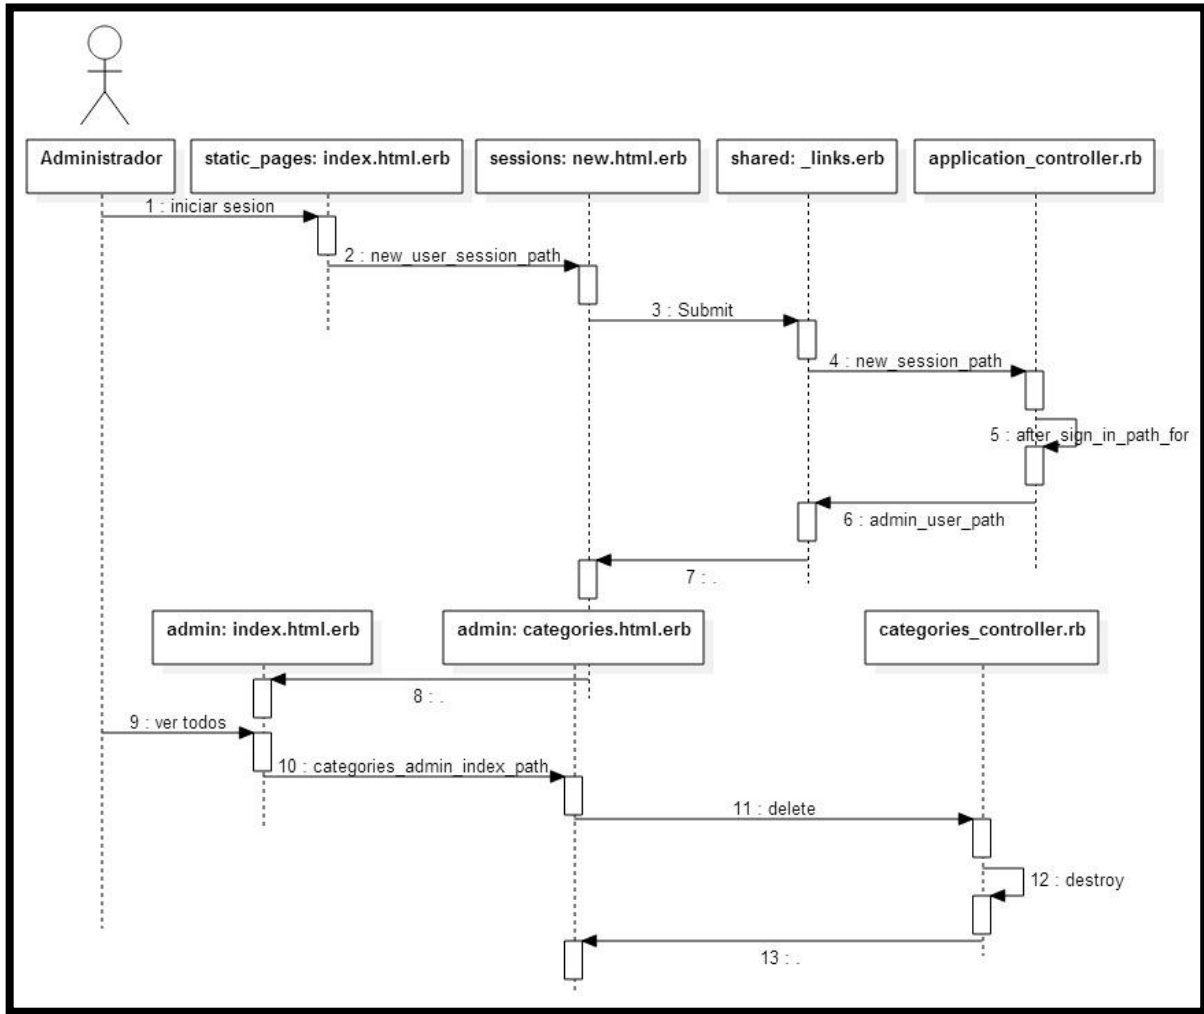 Administrador
static_pages: index.html.erb
sessions: new.html.erb
shared: _links.erb
application_controller.rb
1 : iniciar sesion
2 : new_user_session_path
3 : Submit
4 : new_session_path
5 : after_sign_in_path_for
6 : admin_user_path
7 : .
admin: index.html.erb
admin: categories.html.erb
categories_controller.rb
8 : .
9 : ver todos
10 : categories_admin_index_path
11 : delete
12 : destroy
13 : .